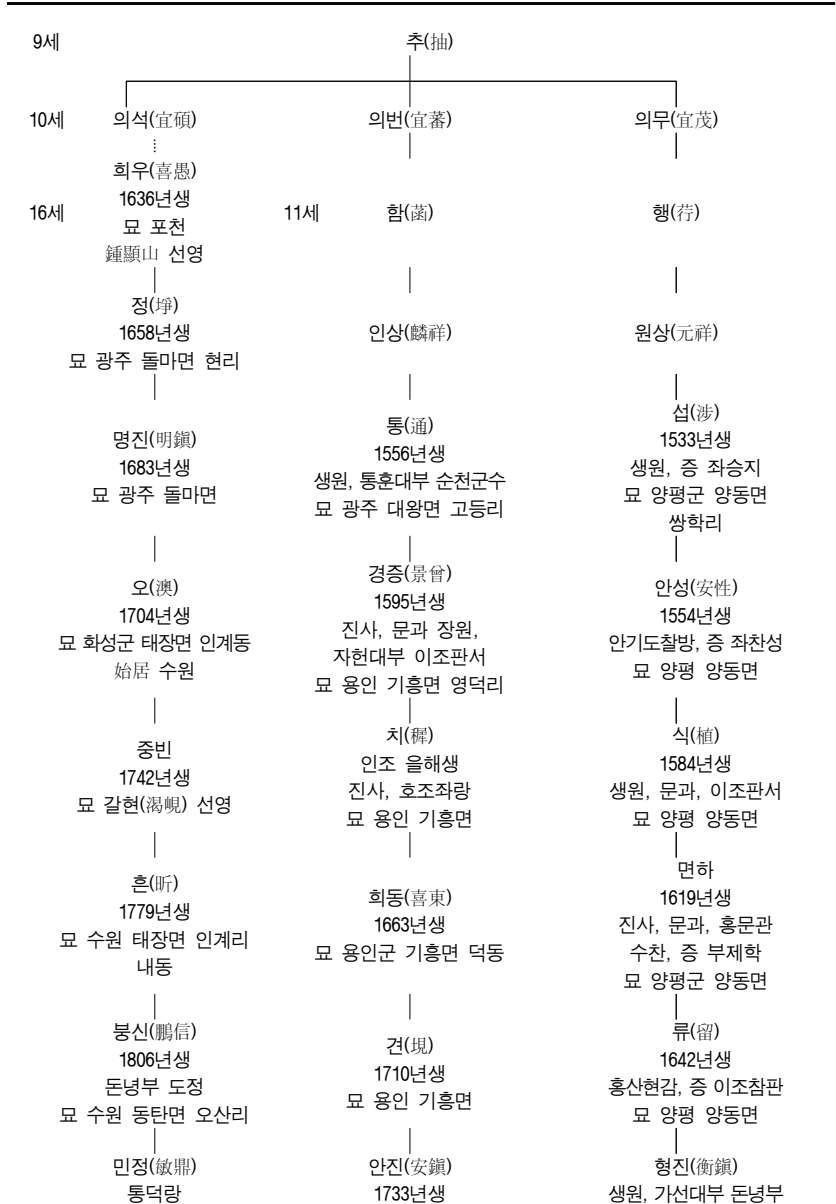 9세 추(抽)
10세 의석(宜碩) 의번(宜蕃) 의무(宜茂)
희우(喜愚)
1636년생
16세 묘 포천 11세 함(菡) 행(荇)
鍾顯山 선영
정(埩)
1658년생 인상(麟祥) 원상(元祥)
묘 광주 돌마면 현리
명진(明鎭)
1683년생
묘 광주 돌마면
통(通)
1556년생
생원, 통훈대부 순천군수
묘 광주 대왕면 고등리
섭(涉)
1533년생
생원, 증 좌승지
묘 양평군 양동면
쌍학리
오(澳)
1704년생
묘 화성군 태장면 인계동
始居 수원
경증(景曾)
1595년생
진사, 문과 장원,
자헌대부 이조판서
묘 용인 기흥면 영덕리
안성(安性)
1554년생
안기도찰방, 증 좌찬성
묘 양평 양동면
중빈
1742년생
묘 갈현(渴峴) 선영
치(穉)
인조 을해생
진사, 호조좌랑
묘 용인 기흥면
식(植)
1584년생
생원, 문과, 이조판서
묘 양평 양동면
흔(昕)
1779년생
묘 수원 태장면 인계리
내동
희동(喜東)
1663년생
묘 용인군 기흥면 덕동
면하
1619년생
진사, 문과, 홍문관
수찬, 증 부제학
묘 양평군 양동면
붕신(鵬信)
1806년생
돈녕부 도정
묘 수원 동탄면 오산리
견(垷)
1710년생
묘 용인 기흥면
류(留)
1642년생
홍산현감, 증 이조참판
묘 양평 양동면
민정(敏鼎)
통덕랑
안진(安鎭)
1733년생
형진(衡鎭)
생원, 가선대부 돈녕부